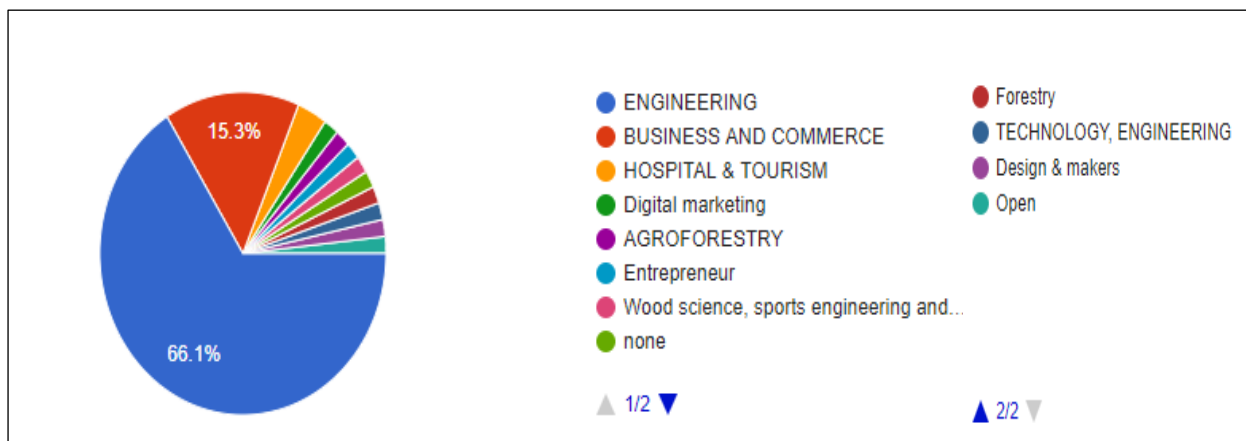 15.3%
66.1%
ENGINEERING
BUSINESS AND COMMERCE
HOSPITAL & TOURISM
Digital marketing
AGROFORESTRY
Entrepreneur
Wood science, sports engineering and...
none
1/2
Forestry
TECHNOLOGY, ENGINEERING
Design & makers
Open
2/2